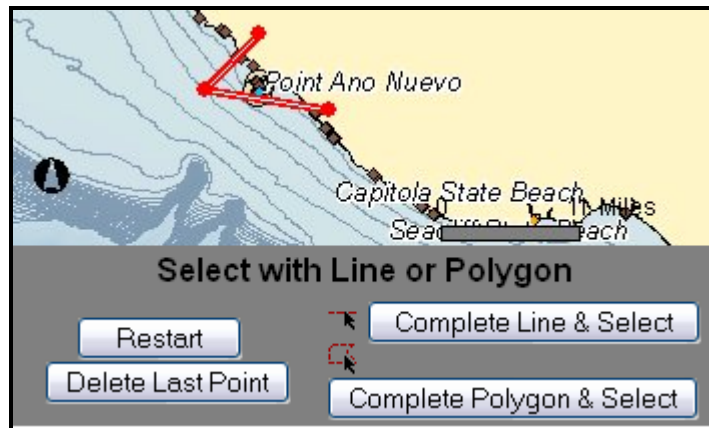 Point Ano Nuevo
Capitola State Beach
Miles
Select with Line or Polygon
Restart
Complete Line & Select
Delete Last Point
Complete Polygon & Select